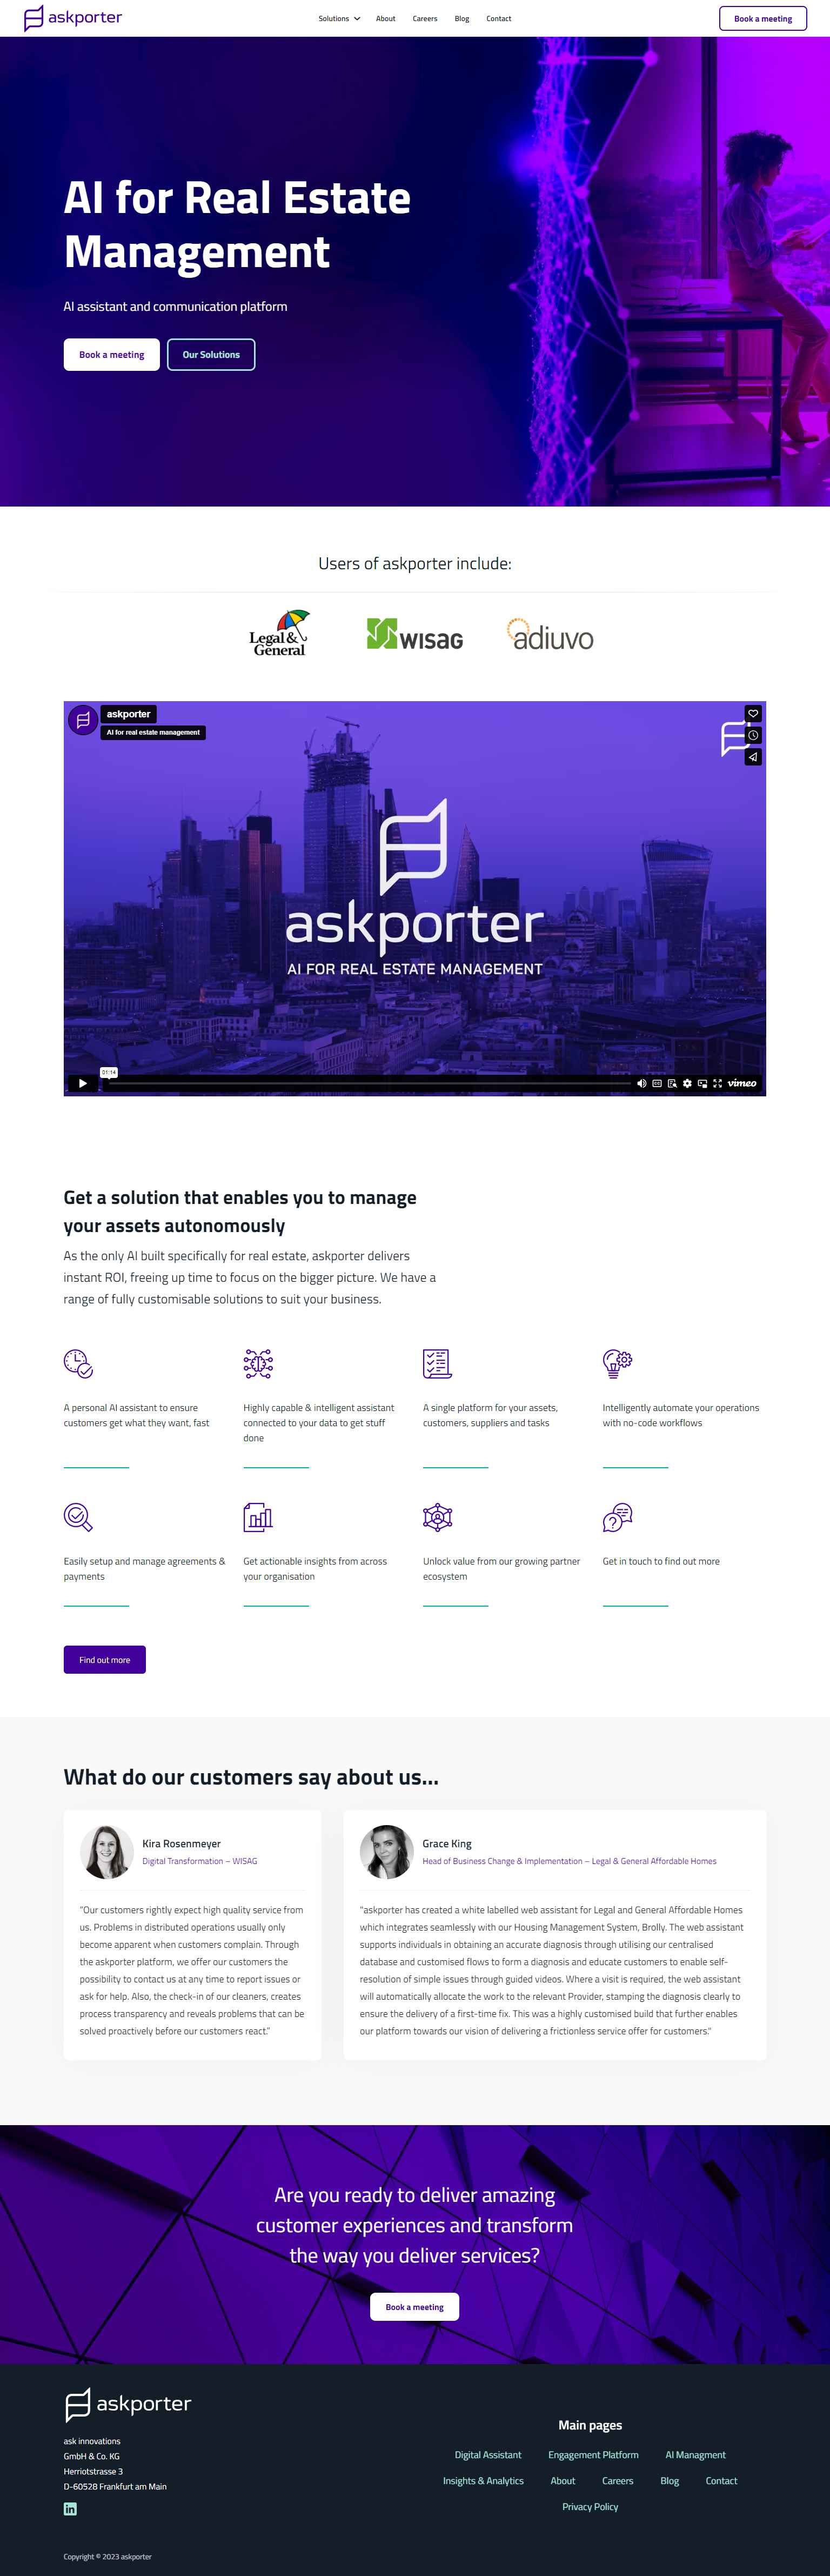 askporter
Solutions
About
Careers
Blog
Contact
Book a meeting
AI for Real Estate
Management
AI assistant and communication platform
Book a meeting
Our Solutions
Users of askporter include:
Legal &
General
WISAG
adiuvo
askporter
AI for real estate management
askporter
AI FOR REAL ESTATE MANAGEMENT
01:14
vimeo
Get a solution that enables you to manage
your assets autonomously
As the only AI built specifically for real estate, askporter delivers
instant ROI, freeing up time to focus on the bigger picture. We have a
range of fully customisable solutions to suit your business.
A personal AI assistant to ensure
customers get what they want, fast
Highly capable & intelligent assistant
connected to your data to get stuff
done
A single platform for your assets,
customers, suppliers and tasks
Intelligently automate your operations
with no-code workflows
Easily setup and manage agreements &
payments
Get actionable insights from across
your organisation
Unlock value from our growing partner
ecosystem
Get in touch to find out more
Find out more
What do our customers say about us...
Kira Rosenmeyer
Digital Transformation – WISAG
"Our customers rightly expect high quality service from
us. Problems in distributed operations usually only
become apparent when customers complain. Through
the askporter platform, we offer our customers the
possibility to contact us at any time to report issues or
ask for help. Also, the check-in of our cleaners, creates
process transparency and reveals problems that can be
solved proactively before our customers react."
Grace King
Head of Business Change & Implementation – Legal & General Affordable Homes
"askporter has created a white labelled web assistant for Legal and General Affordable Homes
which integrates seamlessly with our Housing Management System, Brolly. The web assistant
supports individuals in obtaining an accurate diagnosis through utilising our centralised
database and customised flows to form a diagnosis and educate customers to enable self-
resolution of simple issues through guided videos. Where a visit is required, the web assistant
will automatically allocate the work to the relevant Provider, stamping the diagnosis clearly to
ensure the delivery of a first-time fix. This was a highly customised build that further enables
our platform towards our vision of delivering a frictionless service offer for customers."
Are you ready to deliver amazing
customer experiences and transform
the way you deliver services?
Book a meeting
askporter
ask innovations
GmbH & Co. KG
Herriotstrasse 3
D-60528 Frankfurt am Main
Main pages
Digital Assistant
Engagement Platform
AI Managment
Insights & Analytics
About
Careers
Blog
Contact
Privacy Policy
Copyright © 2023 askporter